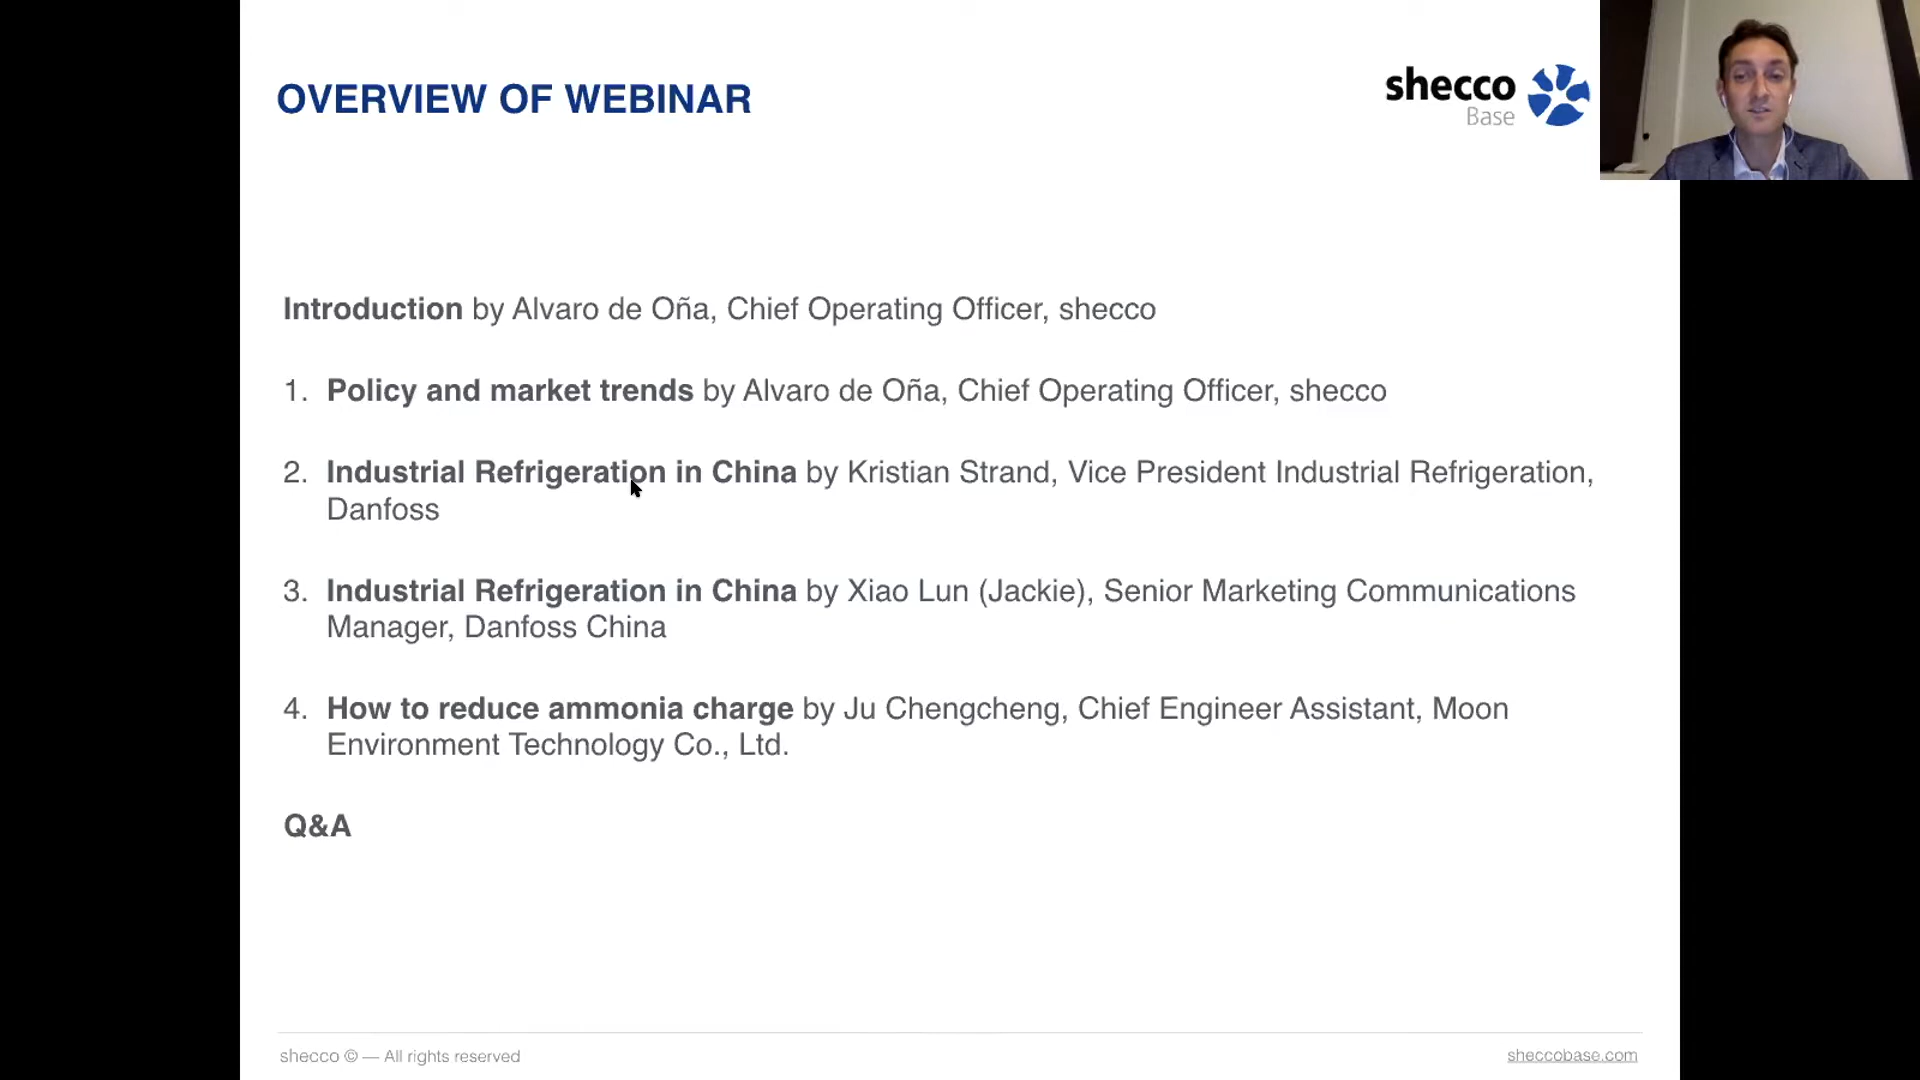 OVERVIEW OF WEBINAR
shecco
Base
Introduction by Alvaro de Oña, Chief Operating Officer, shecco
1. Policy and market trends by Alvaro de Oña, Chief Operating Officer, shecco
2. Industrial Refrigeration in China by Kristian Strand, Vice President Industrial Refrigeration,
Danfoss
3. Industrial Refrigeration in China by Xiao Lun (Jackie), Senior Marketing Communications
Manager, Danfoss China
4. How to reduce ammonia charge by Ju Chengcheng, Chief Engineer Assistant, Moon
Environment Technology Co., Ltd.
Q&A
shecco © — All rights reserved
sheccobase.com